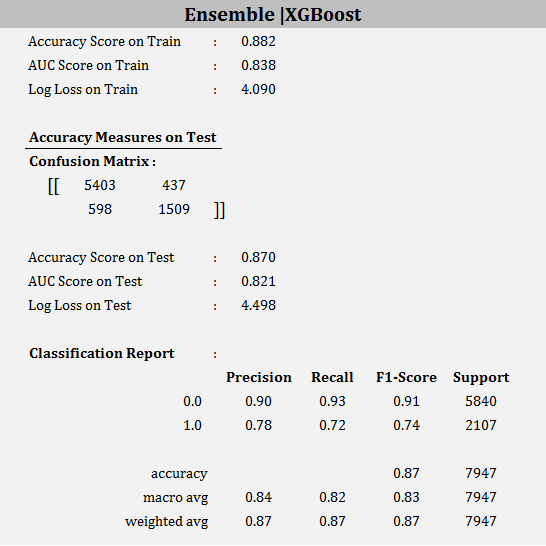 Ensemble |XGBoost
Accuracy Score on Train : 0.882
AUC Score on Train : 0.838
Log Loss on Train : 4.090
Accuracy Measures on Test
Confusion Matrix :
[[ 5403 437
598 1509 ]]
Accuracy Score on Test : 0.870
AUC Score on Test : 0.821
Log Loss on Test : 4.498
Classification Report :
Precision Recall F1-Score Support
0.0 0.90 0.93 0.91 5840
1.0 0.78 0.72 0.74 2107
accuracy 0.87 7947
macro avg 0.84 0.82 0.83 7947
weighted avg 0.87 0.87 0.87 7947